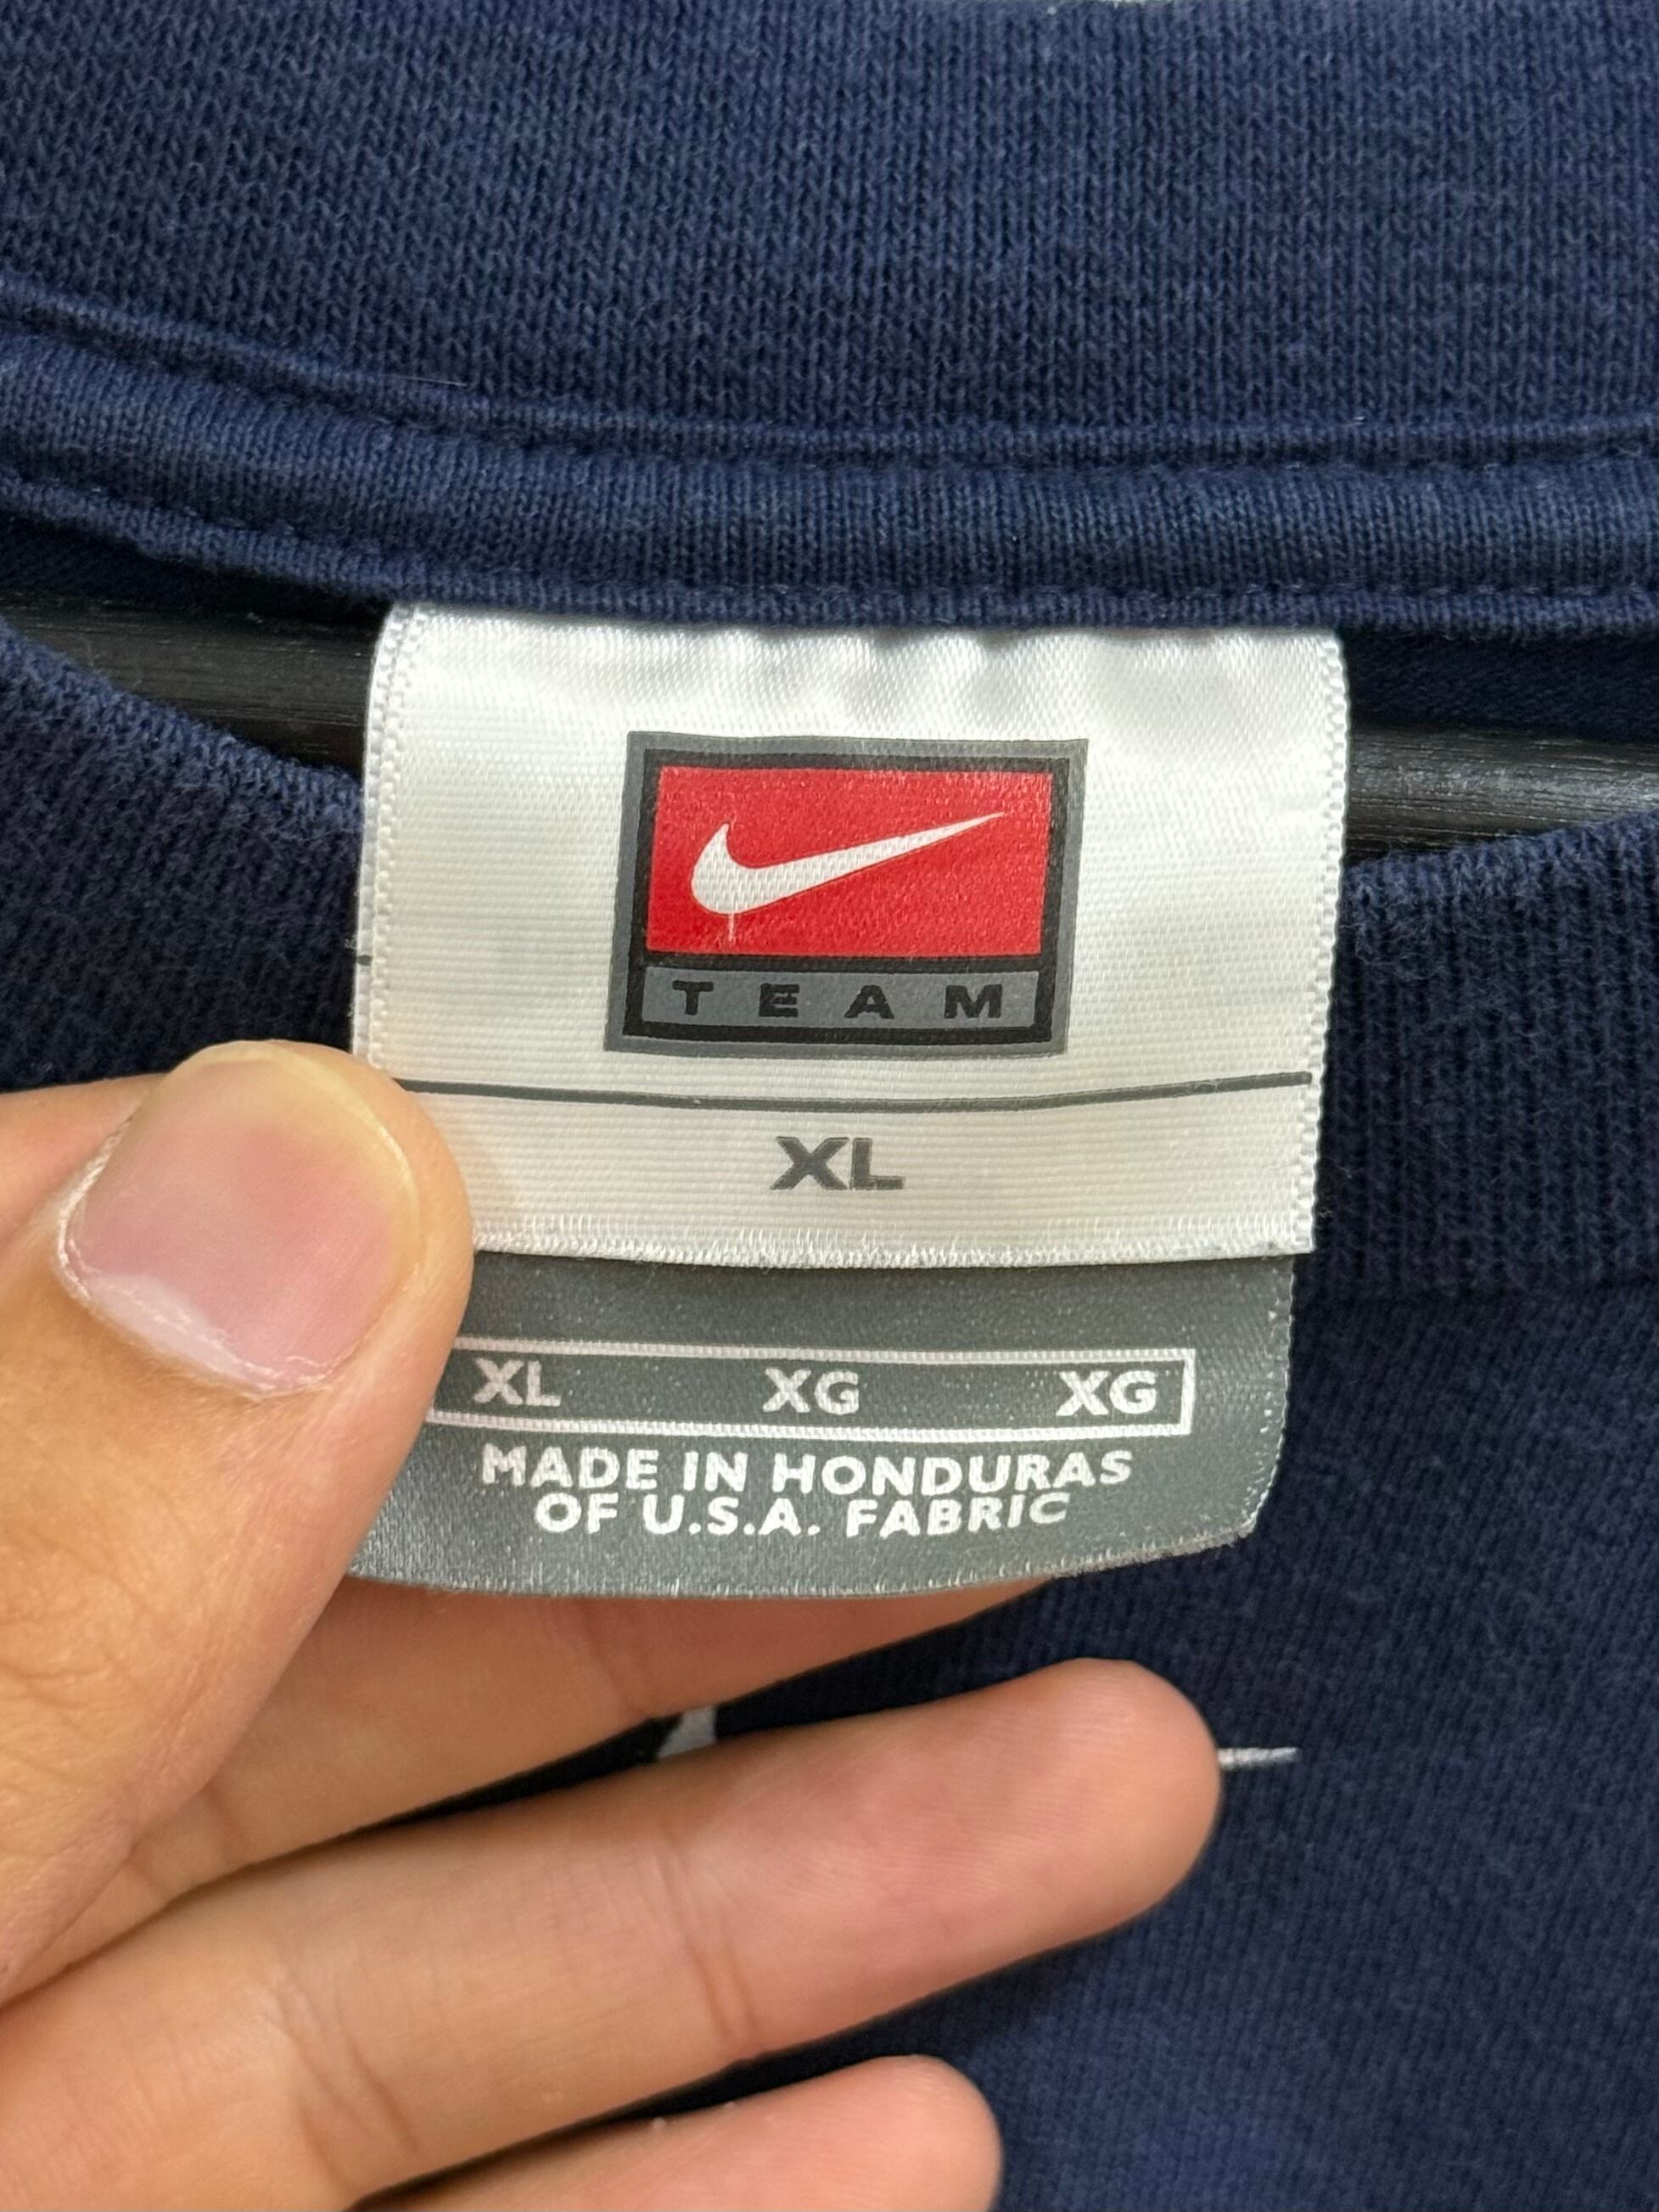 TEAM
XL
XL XG XG
MADE IN HONDURAS
OF U.S.A. FABRIC